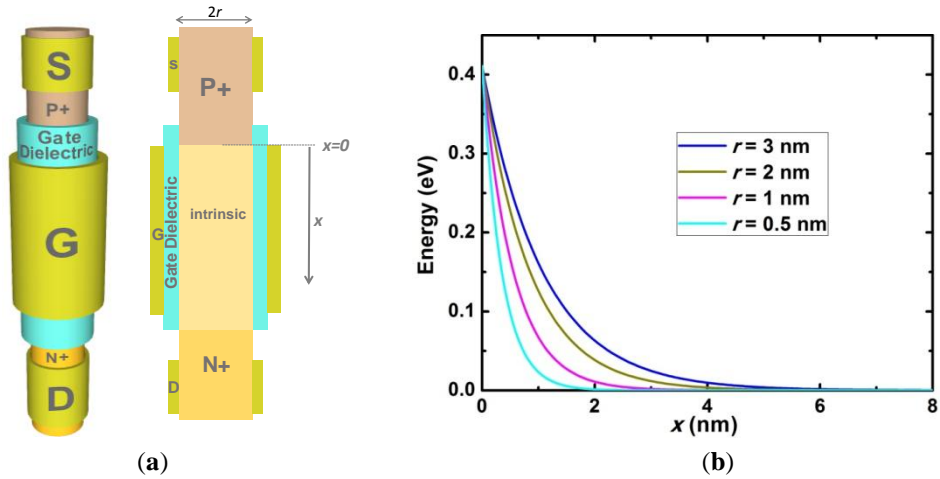 S
P+
Gate
Dielectric
G
N+
D
2r
s
P+
x=0
x
intrinsic
G
Gate Dielectric
N+
D
(a)
Energy (eV)
0.4
0.3
0.2
0.1
0.0
r = 3 nm
r = 2 nm
r = 1 nm
r = 0.5 nm
0 2 4 6 8
x (nm)
(b)